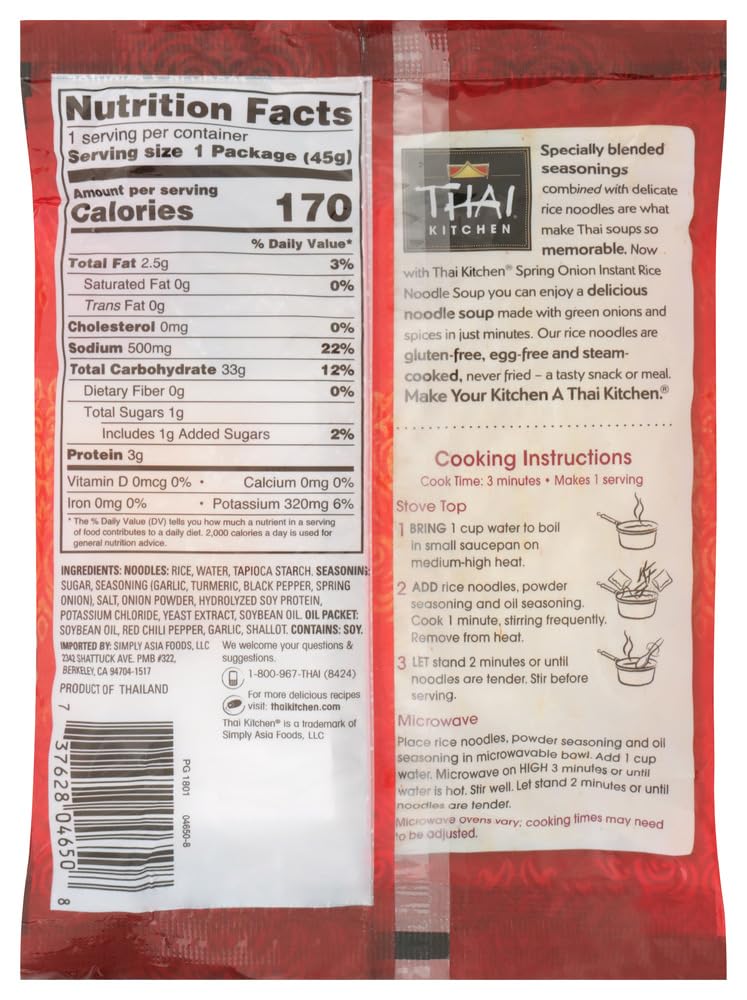 Nutrition Facts
1 serving per container
Serving size 1 Package (45g)
Amount per serving
Calories 170
% Daily Value*
Total Fat 2.5g 3%
Saturated Fat 0g 0%
Trans Fat 0g
Cholesterol 0mg 0%
Sodium 500mg 22%
Total Carbohydrate 33g 12%
Dietary Fiber 0g 0%
Total Sugars 1g
Includes 1g Added Sugars 2%
Protein 3g
Vitamin D 0mcg 0% • Calcium 0mg 0%
Iron 0mg 0% • Potassium 320mg 6%
* The % Daily Value (DV) tells you how much a nutrient in a serving
of food contributes to a daily diet. 2,000 calories a day is used for
general nutrition advice.
INGREDIENTS: NOODLES: RICE, WATER, TAPIOCA STARCH. SEASONING:
SUGAR, SEASONING (GARLIC, TURMERIC, BLACK PEPPER, SPRING
ONION), SALT, ONION POWDER, HYDROLYZED SOY PROTEIN,
POTASSIUM CHLORIDE, YEAST EXTRACT, SOYBEAN OIL. OIL PACKET:
SOYBEAN OIL, RED CHILI PEPPER, GARLIC, SHALLOT. CONTAINS: SOY.
IMPORTED BY: SIMPLY ASIA FOODS, LLC
2342 SHATTUCK AVE. PMB #322,
BERKELEY, CA 94704-1517
PRODUCT OF THAILAND
We welcome your questions &
suggestions.
1-800-967-THAI (8424)
For more delicious recipes
visit: thaikitchen.com
Thai Kitchen® is a trademark of
Simply Asia Foods, LLC
7 37628 04650 8
PG 1801 04650-8
THAI
KITCHEN
Specially blended
seasonings
combined with delicate
rice noodles are what
make Thai soups so
memorable. Now
with Thai Kitchen® Spring Onion Instant Rice
Noodle Soup you can enjoy a delicious
noodle soup made with green onions and
spices in just minutes. Our rice noodles are
gluten-free, egg-free and steam-
cooked, never fried – a tasty snack or meal.
Make Your Kitchen A Thai Kitchen.®
Cooking Instructions
Cook Time: 3 minutes • Makes 1 serving
Stove Top
1 BRING 1 cup water to boil
in small saucepan on
medium-high heat.
2 ADD rice noodles, powder
seasoning and oil seasoning.
Cook 1 minute, stirring frequently.
Remove from heat.
3 LET stand 2 minutes or until
noodles are tender. Stir before
serving.
Microwave
Place rice noodles, powder seasoning and oil
seasoning in microwavable bowl. Add 1 cup
water. Microwave on HIGH 3 minutes or until
water is hot. Stir well. Let stand 2 minutes or until
noodles are tender.
Microwave ovens vary; cooking times may need
to be adjusted.